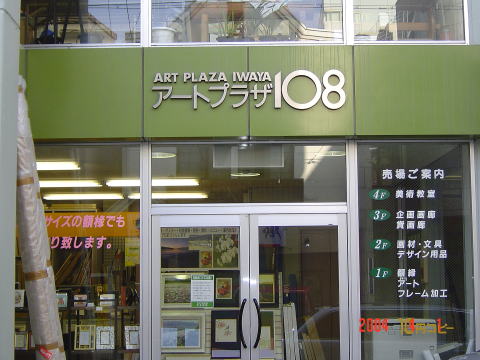 ART PLAZA IWAYA
アートプラザ108
売場ご案内
4F 美術教室
3F 企画画廊
貸画廊
2F 画材・文具
デザイン用品
1F 額縁
アート
フレーム加工
サイズの額縁でも
り致します。